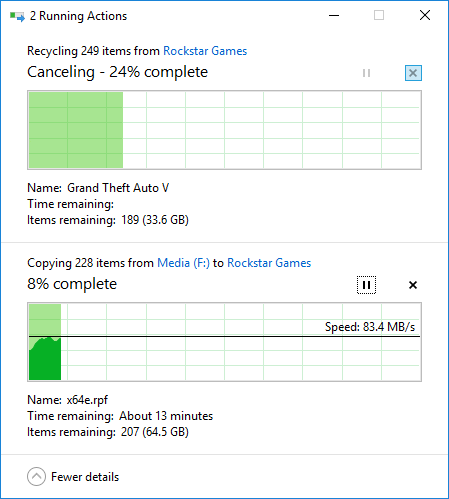 2 Running Actions
Recycling 249 items from Rockstar Games
Canceling - 24% complete
Name: Grand Theft Auto V
Time remaining:
Items remaining: 189 (33.6 GB)
Copying 228 items from Media (F:) to Rockstar Games
8% complete
Speed: 83.4 MB/s
Name: x64e.rpf
Time remaining: About 13 minutes
Items remaining: 207 (64.5 GB)
Fewer details